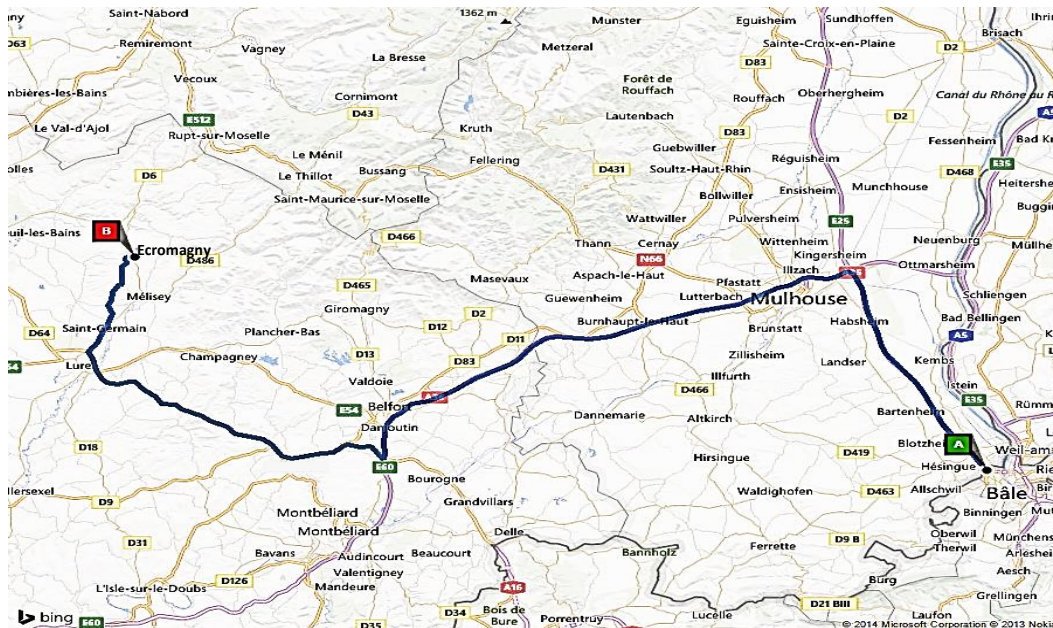 1362 m
Munster
Eguisheim
Sundhoffen
Saint-Nabord
D63
Remiremont
Vagney
La Bresse
Metzeral
Sainte-Croix-en-Plaine
D2
Brisach
D83
Vecoux
Forêt de
Rouffach
Oberhergheim
Canal du Rhône au R
mbières-les-Bains
Cornimont
D43
Lautenbach
Rouffach
D2
E512
Le Val-d'Ajol
Rupt-sur-Moselle
Kruth
D83
Fessenheim
Le Ménil
Guebwiller
Réguisheim
E35
Le Thillot
Bussang
Fellering
D431
Soultz-Haut-Rhin
D468
Heitershe
D6
Ensisheim
Munchhouse
Saint-Maurice-sur-Moselle
Bollwiller
Wattwiller
Pulversheim
E25
euil-les-Bains
B
Ecromagny
D466
Thann
Cernay
Wittenheim
Neuenburg
D486
N66
Kingersheim
Ottmarsheim
Masevaux
Aspach-le-Haut
Illzach
D465
Pfastatt
Mélisey
Guewenheim
Lutterbach
Mulhouse
Schliengen
Giromagny
D2
Saint-Germain
D12
Burnhaupt-le-Haut
Habsheim
Bad Bellingen
D64
Plancher-Bas
D11
Brunstatt
A5
Champagney
D13
D83
Zillisheim
Landser
Kembs
Lure
Valdoie
Illfurth
Istein
E54
Belfort
D466
E35
Danjoutin
Dannemarie
Altkirch
Bartenheim
A
D18
Hirsingue
D419
Weil-am
E60
Hésingue
Bourogne
Waldighofen
D463
Allschwil
Bâle
llersexel
D9
Grandvillars
Binningen
Montbéliard
Montbéliard
Delle
Oberwil
D31
Bannholz
Ferrette
D9 B
Therwil
Bavans
Audincourt
Beaucourt
Valentigney
Burg
Aesch
L'Isle-sur-le-Doubs
D126
Mandeure
A16
Grellingen
D34
Bois de
Bure
D21 BIII
E60
D35
Porrentruy
Lucelle
Laufon
bing
© 2014 Microsoft Corporation © 2013 Nokia